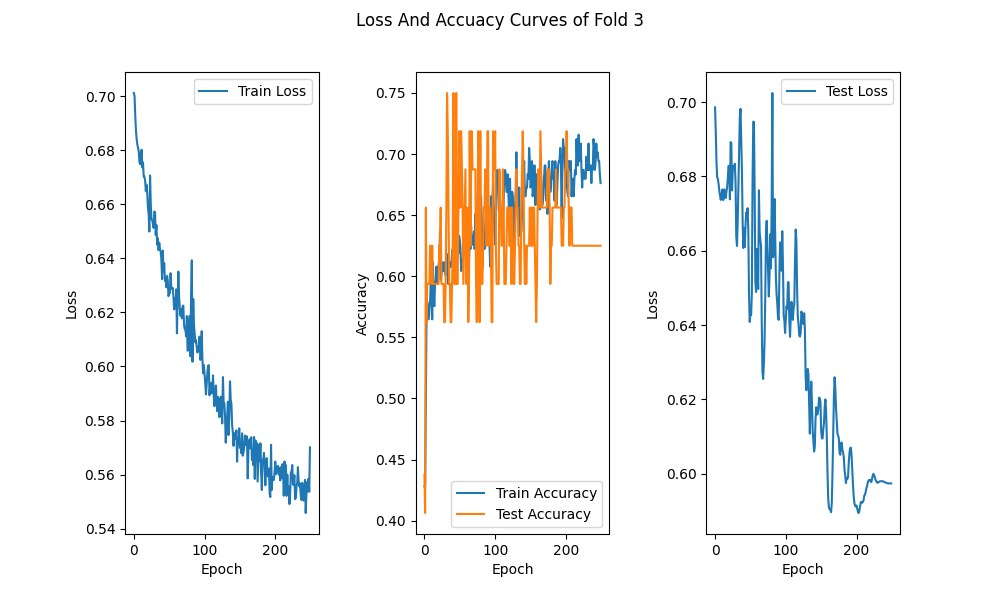 Loss And Accuacy Curves of Fold 3
Train Loss
0.70
0.68
0.66
0.64
0.62
0.60
0.58
0.56
0.54
Loss
0
100
200
Epoch
0.75
0.70
0.65
0.60
0.55
0.50
0.45
0.40
Accuracy
Train Accuracy
Test Accuracy
0
100
200
Epoch
Test Loss
0.70
0.68
0.66
0.64
0.62
0.60
Loss
0
100
200
Epoch